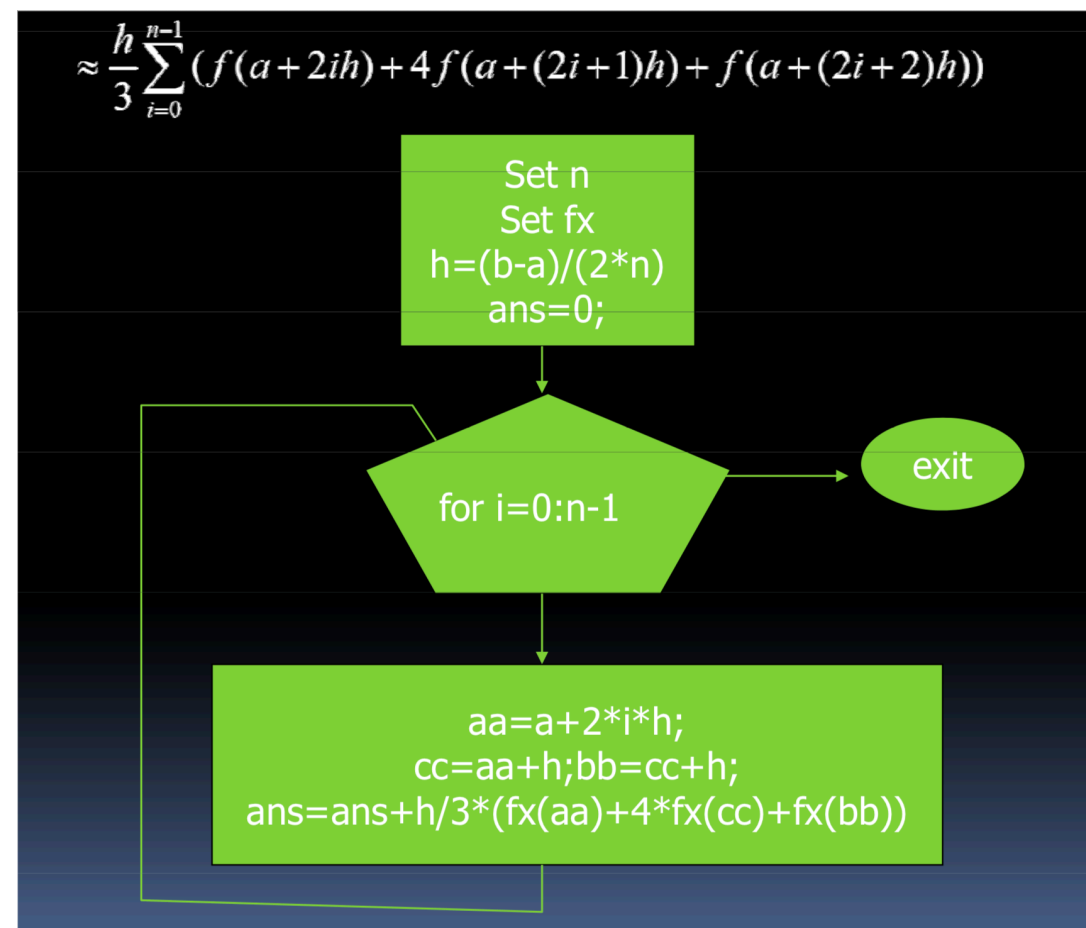 ≈ h/3 ∑_{i=0}^{n-1} (f(a+2ih)+4f(a+(2i+1)h)+f(a+(2i+2)h))
Set n
Set fx
h=(b-a)/(2*n)
ans=0;
for i=0:n-1
exit
aa=a+2*i*h;
cc=aa+h;bb=cc+h;
ans=ans+h/3*(fx(aa)+4*fx(cc)+fx(bb))